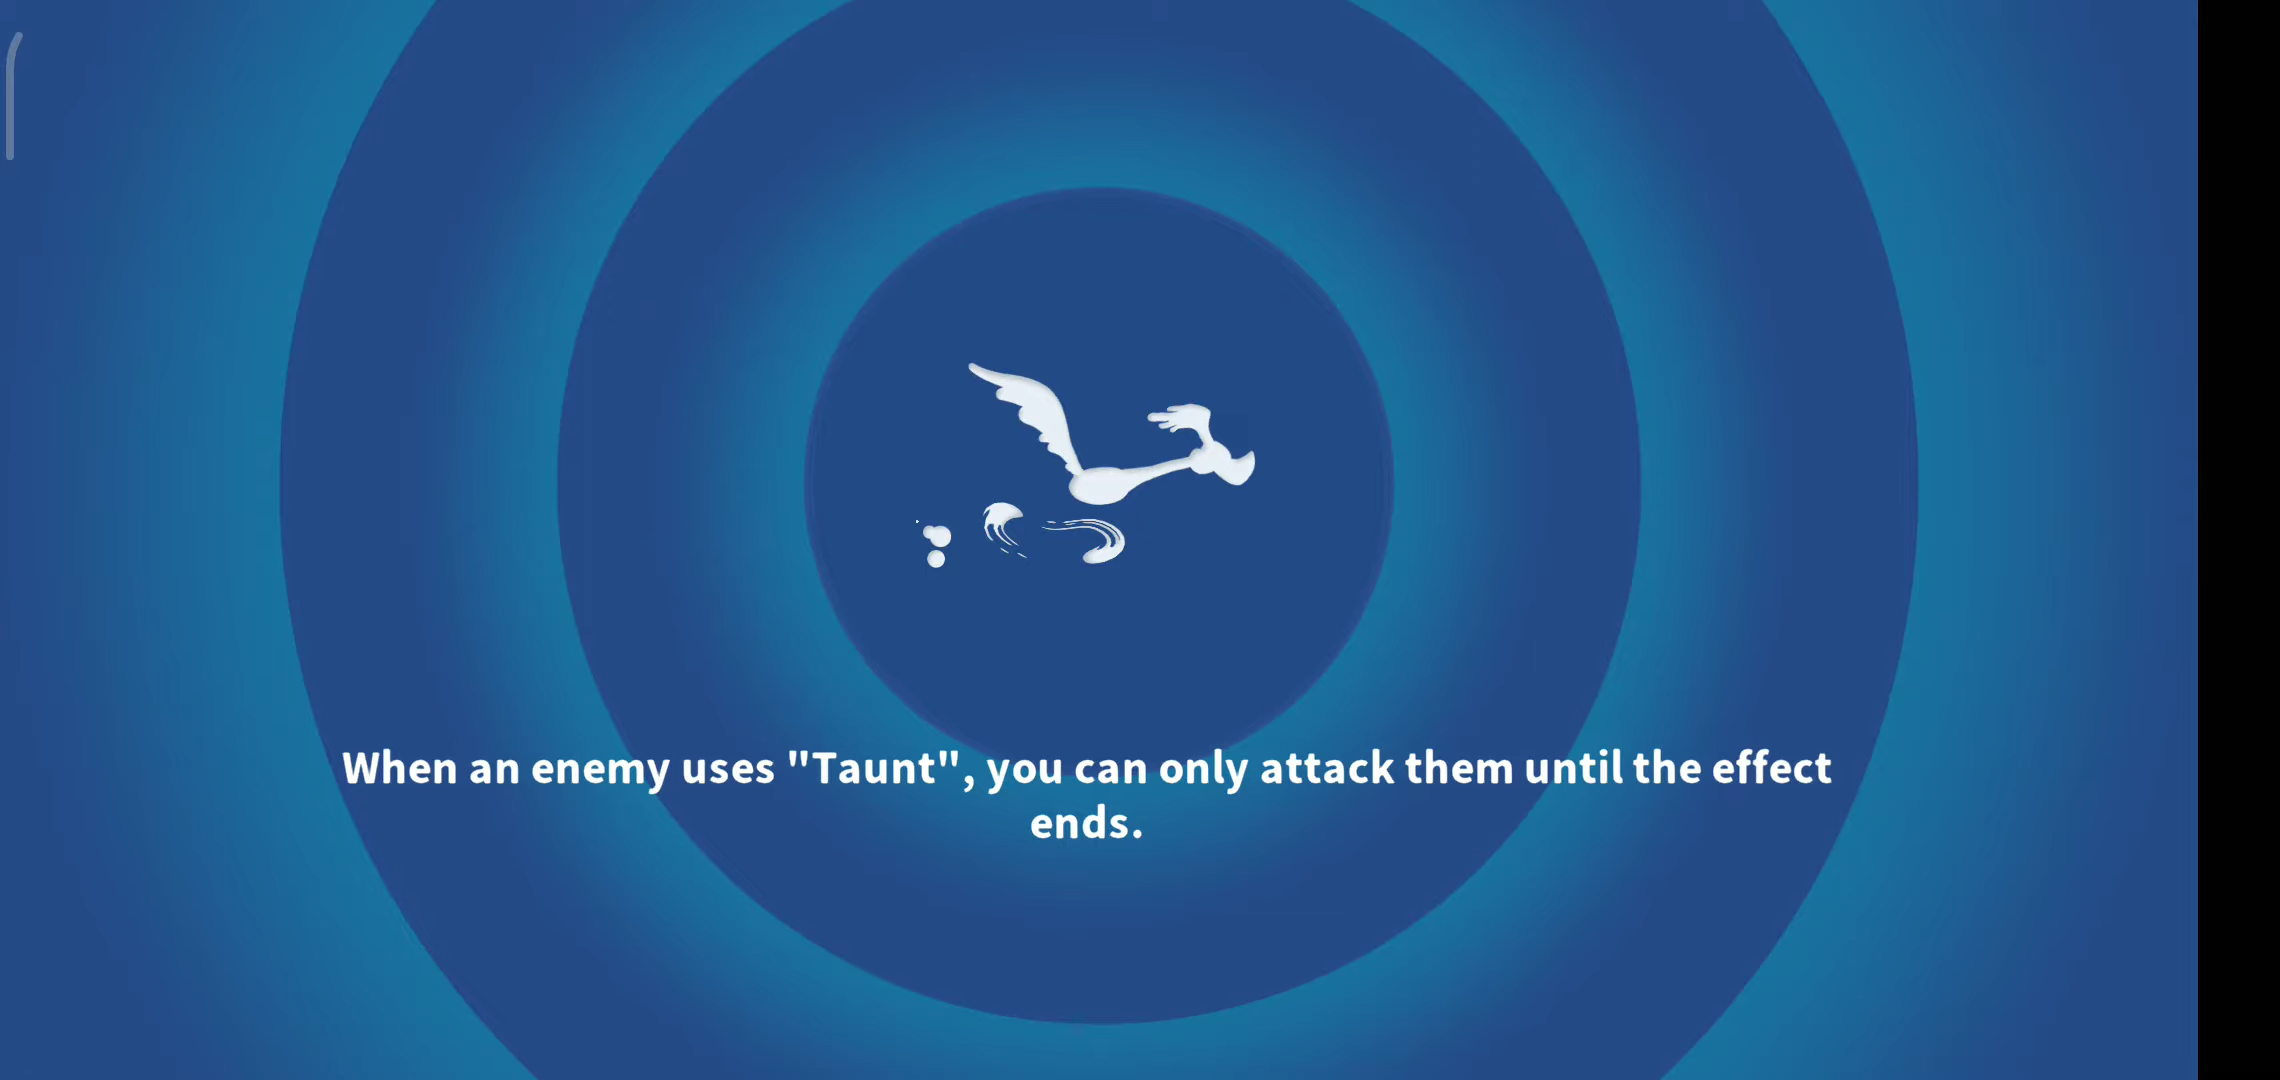 When an enemy uses "Taunt", you can only attack them until the effect
ends.